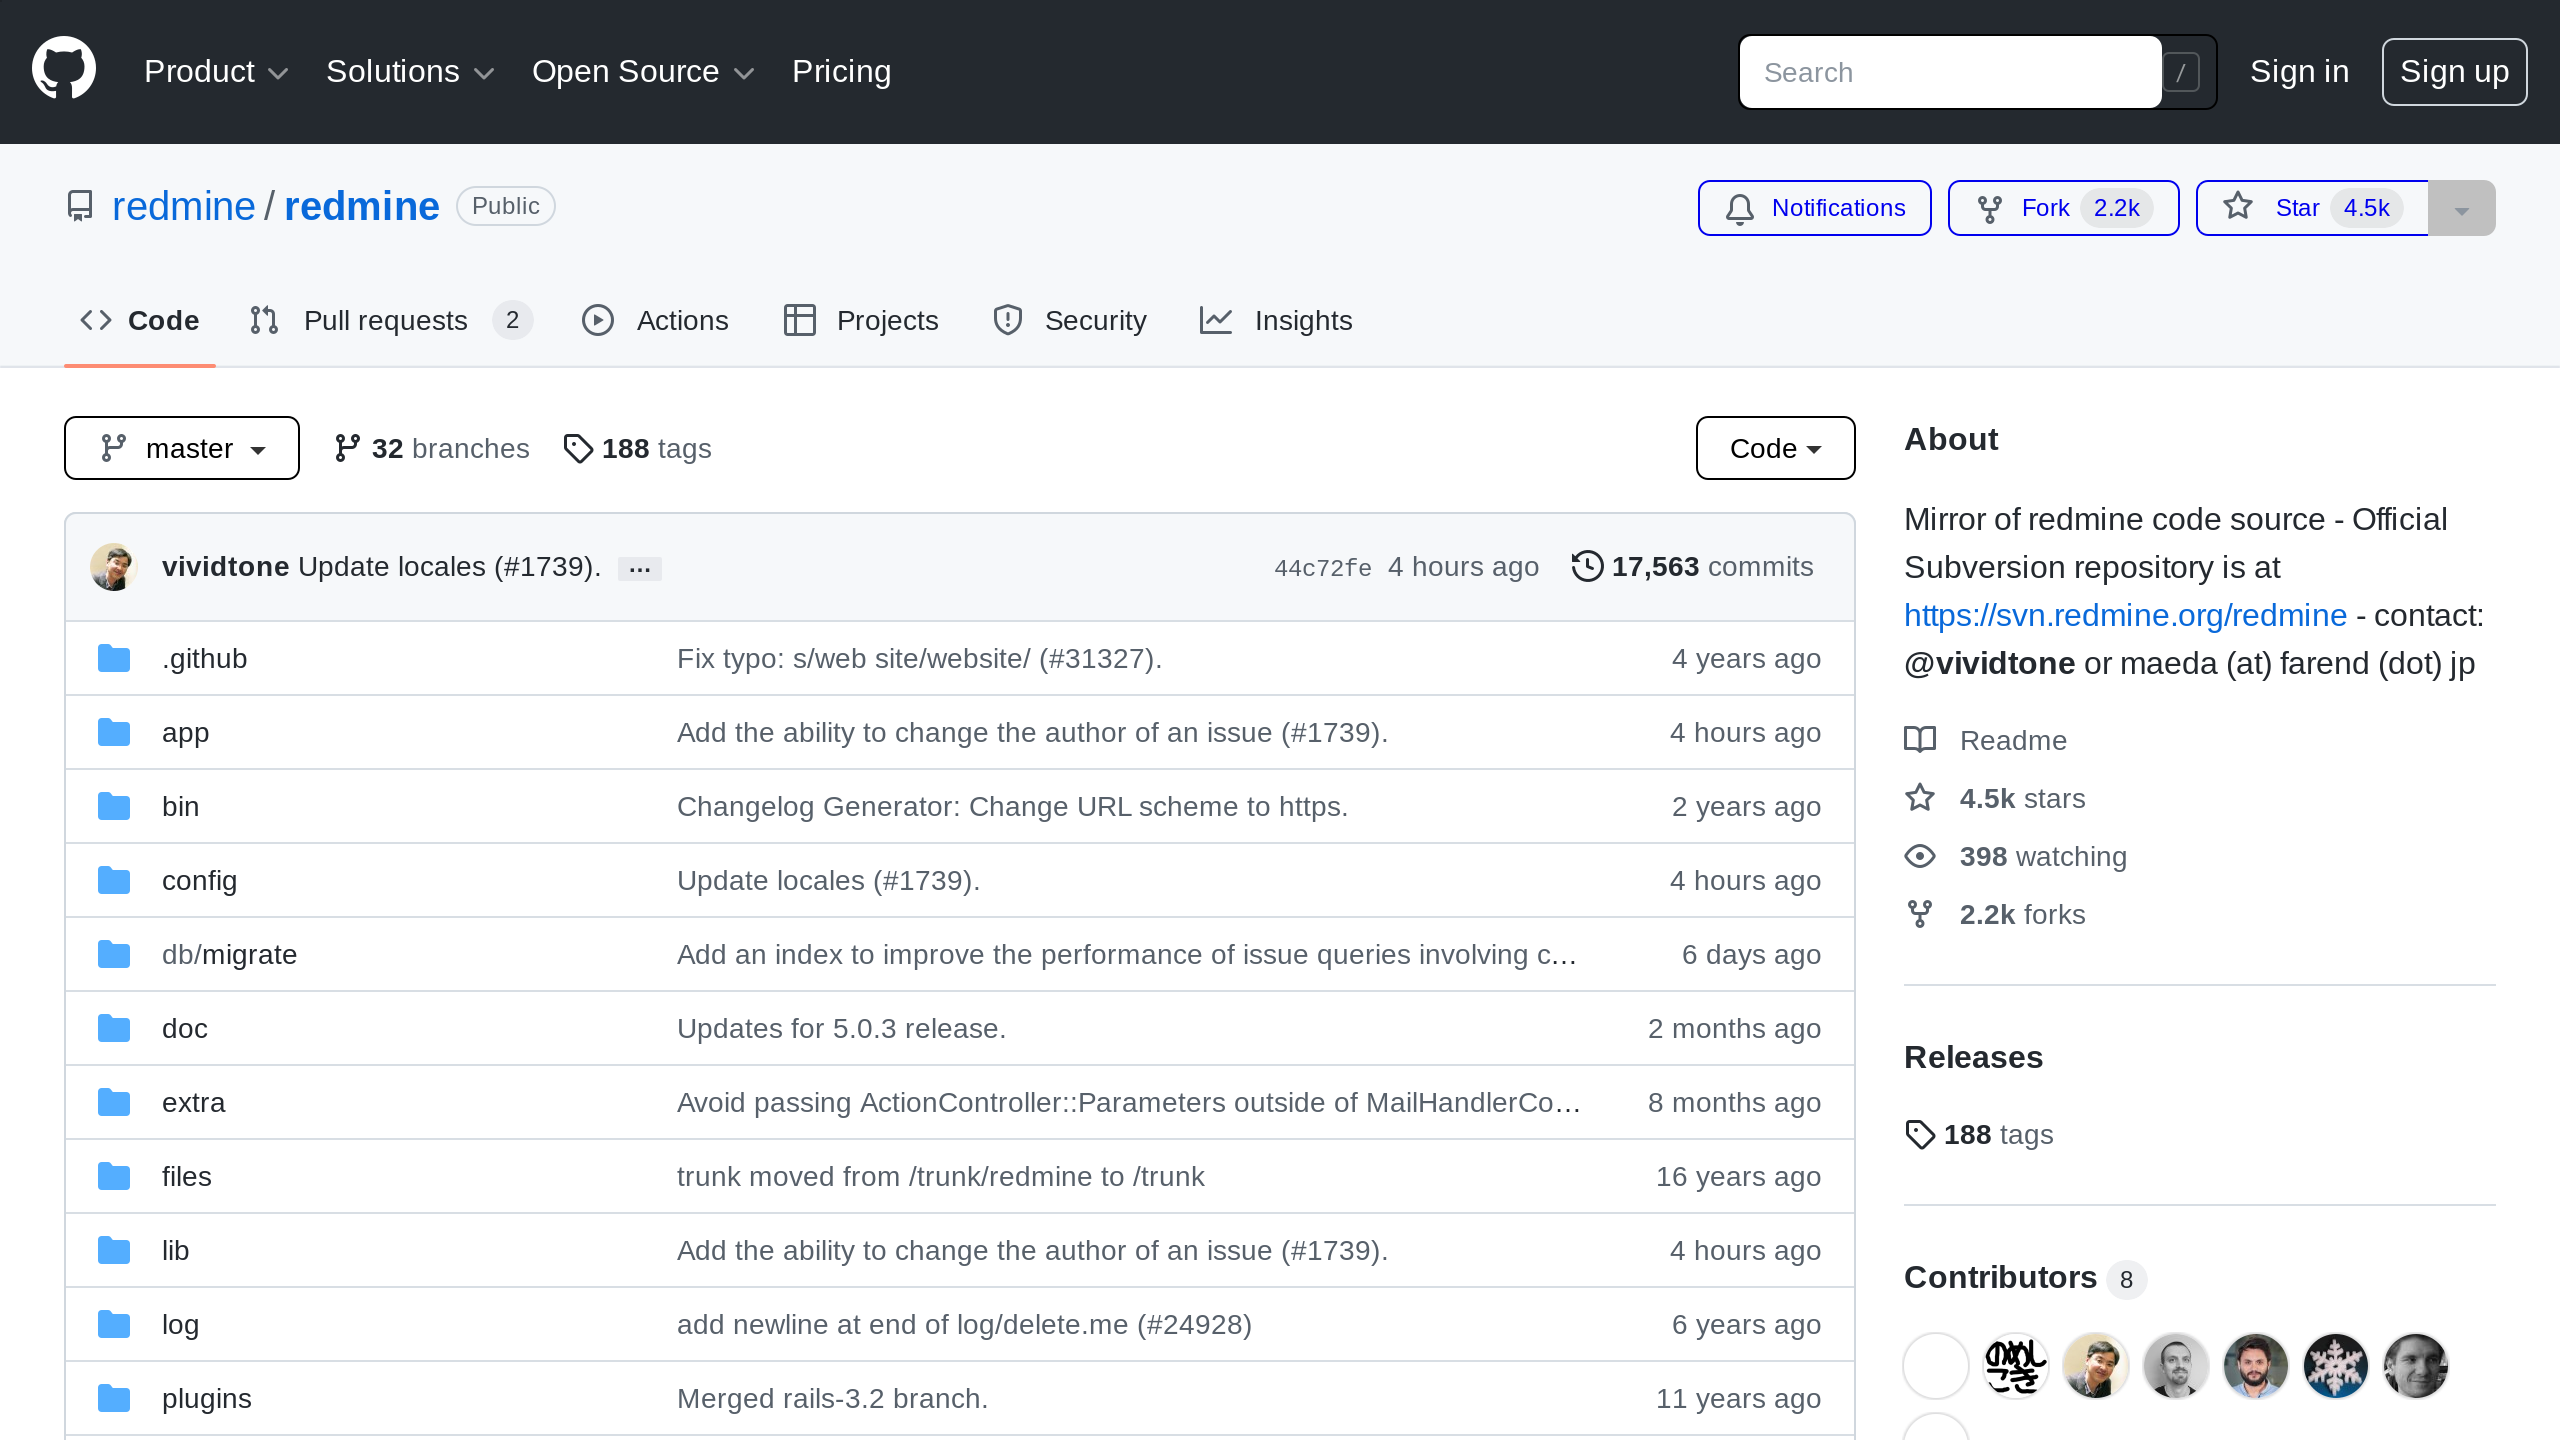 Product Solutions Open Source Pricing Search / Sign in Sign up
redmine / redmine Public Notifications Fork 2.2k Star 4.5k
Code Pull requests 2 Actions Projects Security Insights
master 32 branches 188 tags Code
vividtone Update locales (#1739). … 44c72fe 4 hours ago 17,563 commits
.github Fix typo: s/web site/website/ (#31327). 4 years ago
app Add the ability to change the author of an issue (#1739). 4 hours ago
bin Changelog Generator: Change URL scheme to https. 2 years ago
config Update locales (#1739). 4 hours ago
db/migrate Add an index to improve the performance of issue queries involving c… 6 days ago
doc Updates for 5.0.3 release. 2 months ago
extra Avoid passing ActionController::Parameters outside of MailHandlerCo… 8 months ago
files trunk moved from /trunk/redmine to /trunk 16 years ago
lib Add the ability to change the author of an issue (#1739). 4 hours ago
log add newline at end of log/delete.me (#24928) 6 years ago
plugins Merged rails-3.2 branch. 11 years ago
About
Mirror of redmine code source - Official
Subversion repository is at
https://svn.redmine.org/redmine - contact:
@vividtone or maeda (at) farend (dot) jp
Readme
4.5k stars
398 watching
2.2k forks
Releases
188 tags
Contributors 8